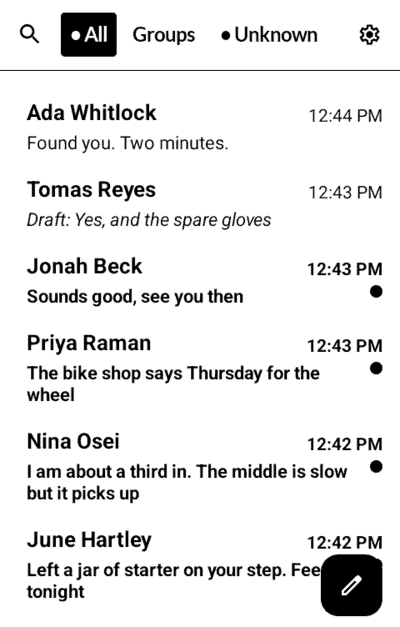 All Groups Unknown
Ada Whitlock 12:44 PM
Found you. Two minutes.
Tomas Reyes 12:43 PM
Draft: Yes, and the spare gloves
Jonah Beck 12:43 PM
Sounds good, see you then
Priya Raman 12:43 PM
The bike shop says Thursday for the
wheel
Nina Osei 12:42 PM
I am about a third in. The middle is slow
but it picks up
June Hartley 12:42 PM
Left a jar of starter on your step.
tonight